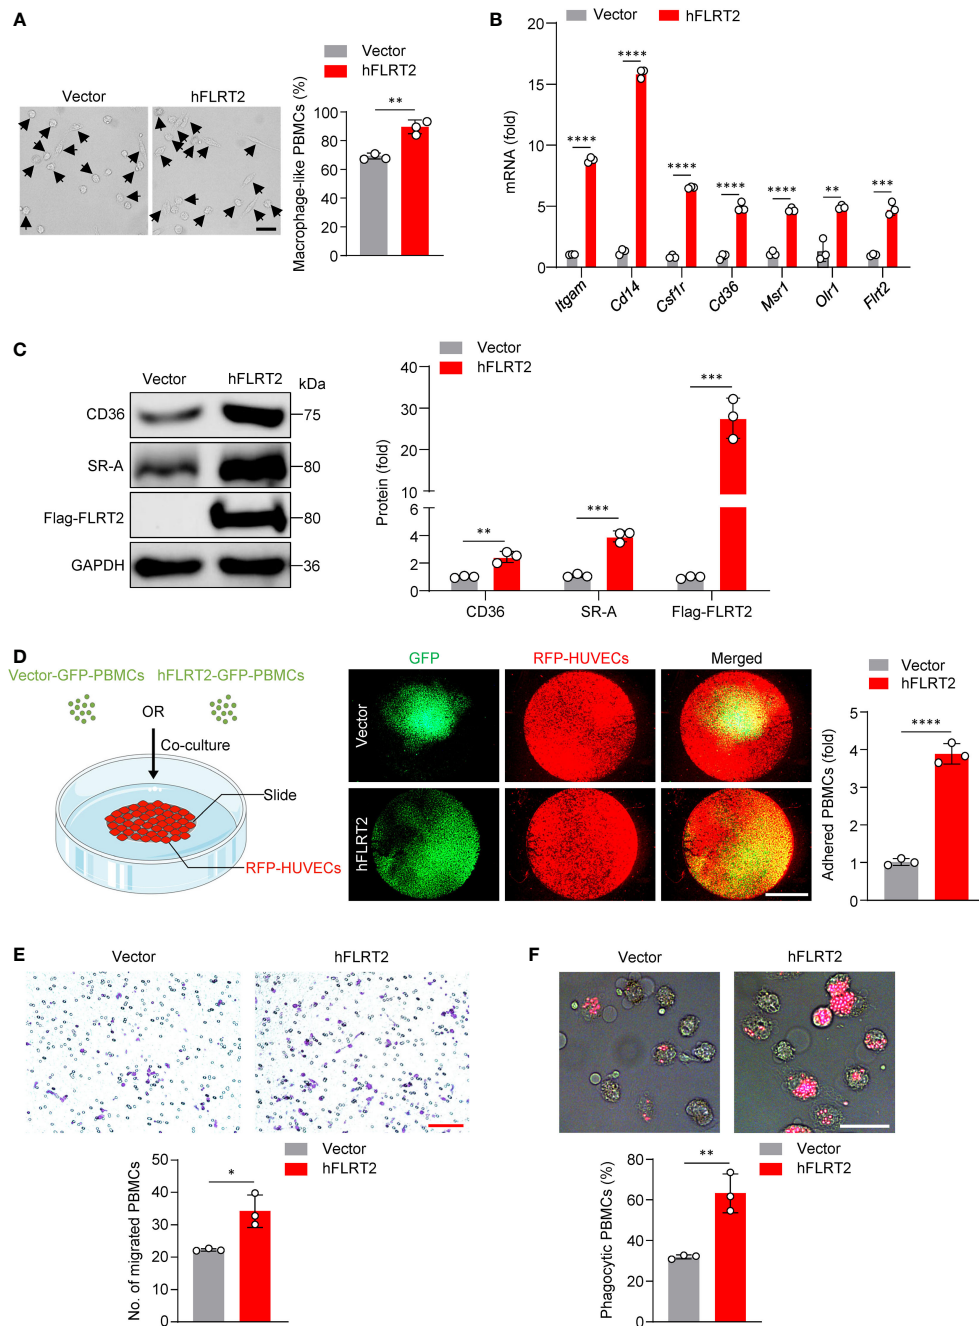 A
Vector
hFLRT2
Vector
hFLRT2
Macrophage-like PBMCs (%)
100
80
60
40
20
0
**
B
Vector
hFLRT2
mRNA (fold)
20
15
10
5
0
****
****
****
****
****
**
***
Itgam
Cd14
Csf1r
Cd36
Msr1
Olr1
Flrt2
C
Vector
hFLRT2
kDa
CD36
75
SR-A
80
Flag-FLRT2
80
GAPDH
36
Vector
hFLRT2
Protein (fold)
40
30
20
10
6
4
2
0
**
***
***
CD36
SR-A
Flag-FLRT2
D
Vector-GFP-PBMCs
hFLRT2-GFP-PBMCs
OR
Co-culture
Slide
RFP-HUVECs
GFP
RFP-HUVECs
Merged
Vector
hFLRT2
Vector
hFLRT2
Adhered PBMCs (fold)
5
4
3
2
1
0
****
E
Vector
hFLRT2
Vector
hFLRT2
No. of migrated PBMCs
50
40
30
20
10
0
*
F
Vector
hFLRT2
Vector
hFLRT2
Phagocytic PBMCs (%)
80
60
40
20
0
**